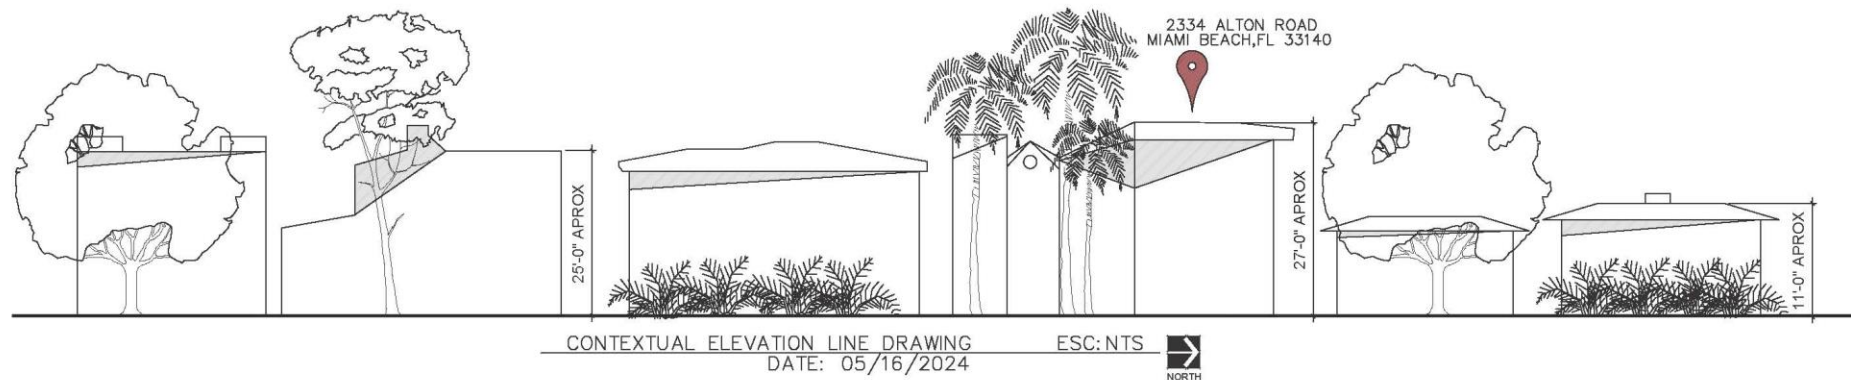 2334 ALTON ROAD
MIAMI BEACH,FL 33140
25'-0" APROX
27'-0" APROX
11'-0" APROX
CONTEXTUAL ELEVATION LINE DRAWING ESC: NTS
DATE: 05/16/2024
NORTH